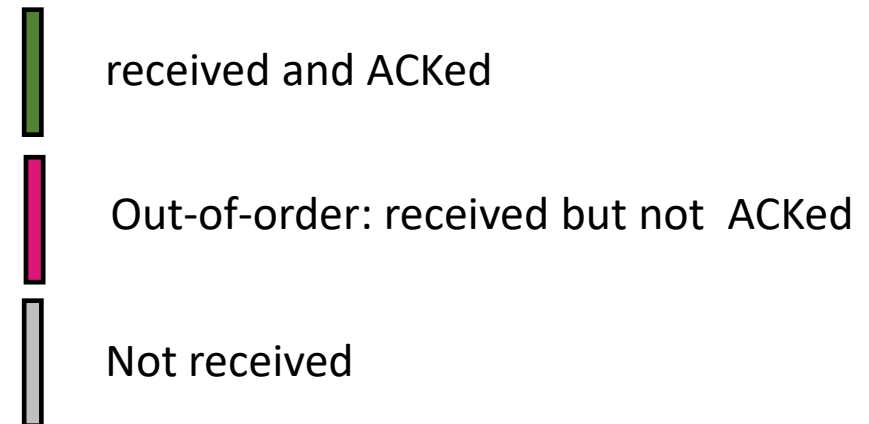 received and ACKed
Out-of-order: received but not ACKed
Not received